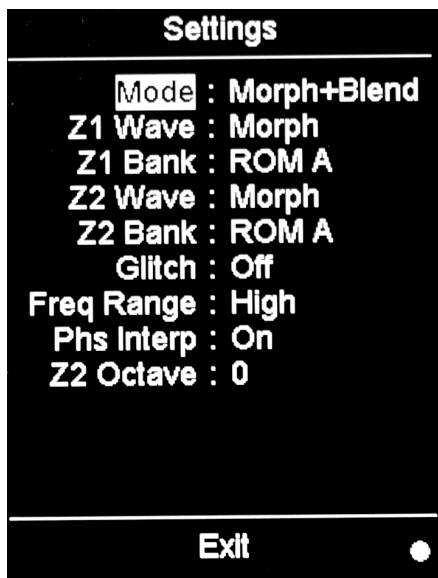 Settings
Mode : Morph+Blend
Z1 Wave : Morph
Z1 Bank : ROM A
Z2 Wave : Morph
Z2 Bank : ROM A
Glitch : Off
Freq Range : High
Phs Interp : On
Z2 Octave : 0
Exit